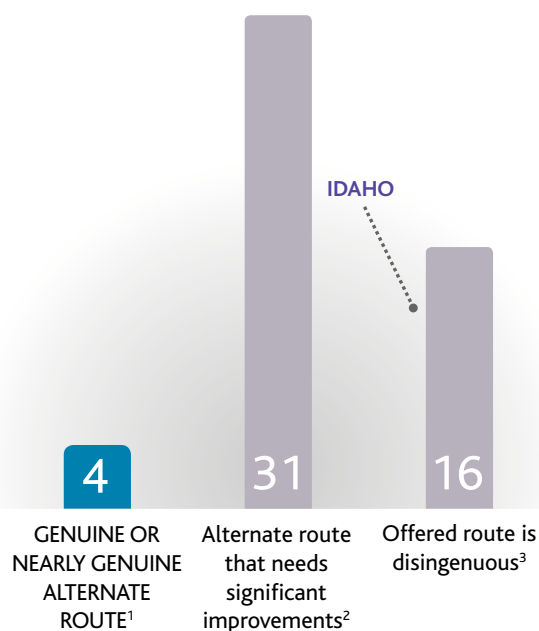 IDAHO
4
31
16
GENUINE OR
NEARLY GENUINE
ALTERNATE
ROUTE¹
Alternate route
that needs
significant
improvements²
Offered route is
disingenuous³